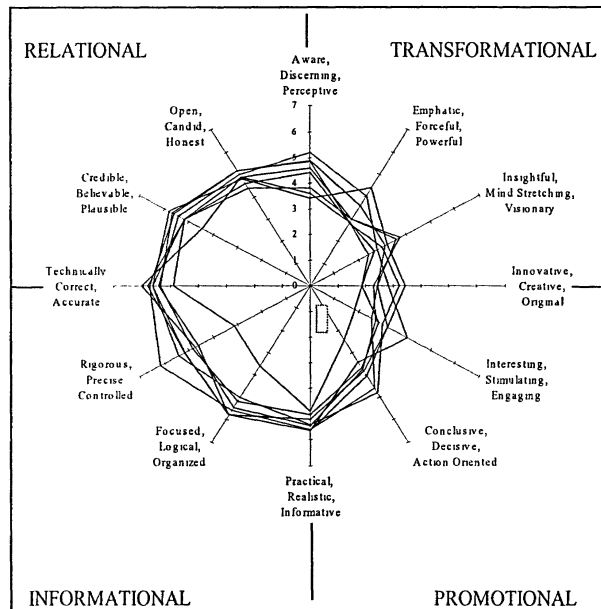 RELATIONAL
TRANSFORMATIONAL
Aware,
Discerning,
Perceptive
Open,
Candid,
Honest
Emphatic,
Forceful,
Powerful
Credible,
Believable,
Plausible
Insightful,
Mind Stretching,
Visionary
Technically
Correct,
Accurate
Innovative,
Creative,
Original
Rigorous,
Precise
Controlled
Interesting,
Stimulating,
Engaging
Focused,
Logical,
Organized
Conclusive,
Decisive,
Action Oriented
Practical,
Realistic,
Informative
7
6
5
4
3
2
1
0
INFORMATIONAL
PROMOTIONAL